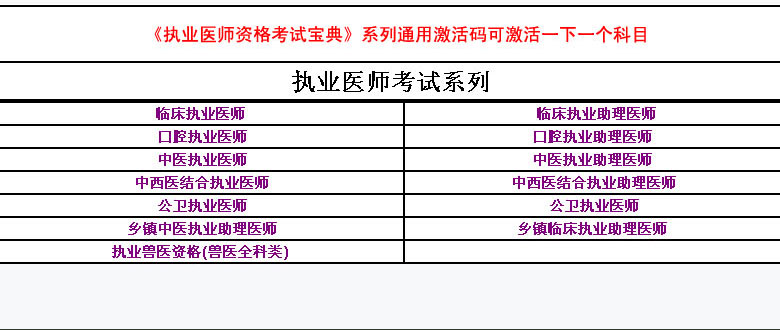 《执业医师资格考试宝典》系列通用激活码可激活一下一个科目
执业医师考试系列
临床执业医师 临床执业助理医师
口腔执业医师 口腔执业助理医师
中医执业医师 中医执业助理医师
中西医结合执业医师 中西医结合执业助理医师
公卫执业医师 公卫执业医师
乡镇中医执业助理医师 乡镇临床执业助理医师
执业兽医资格(兽医全科类)